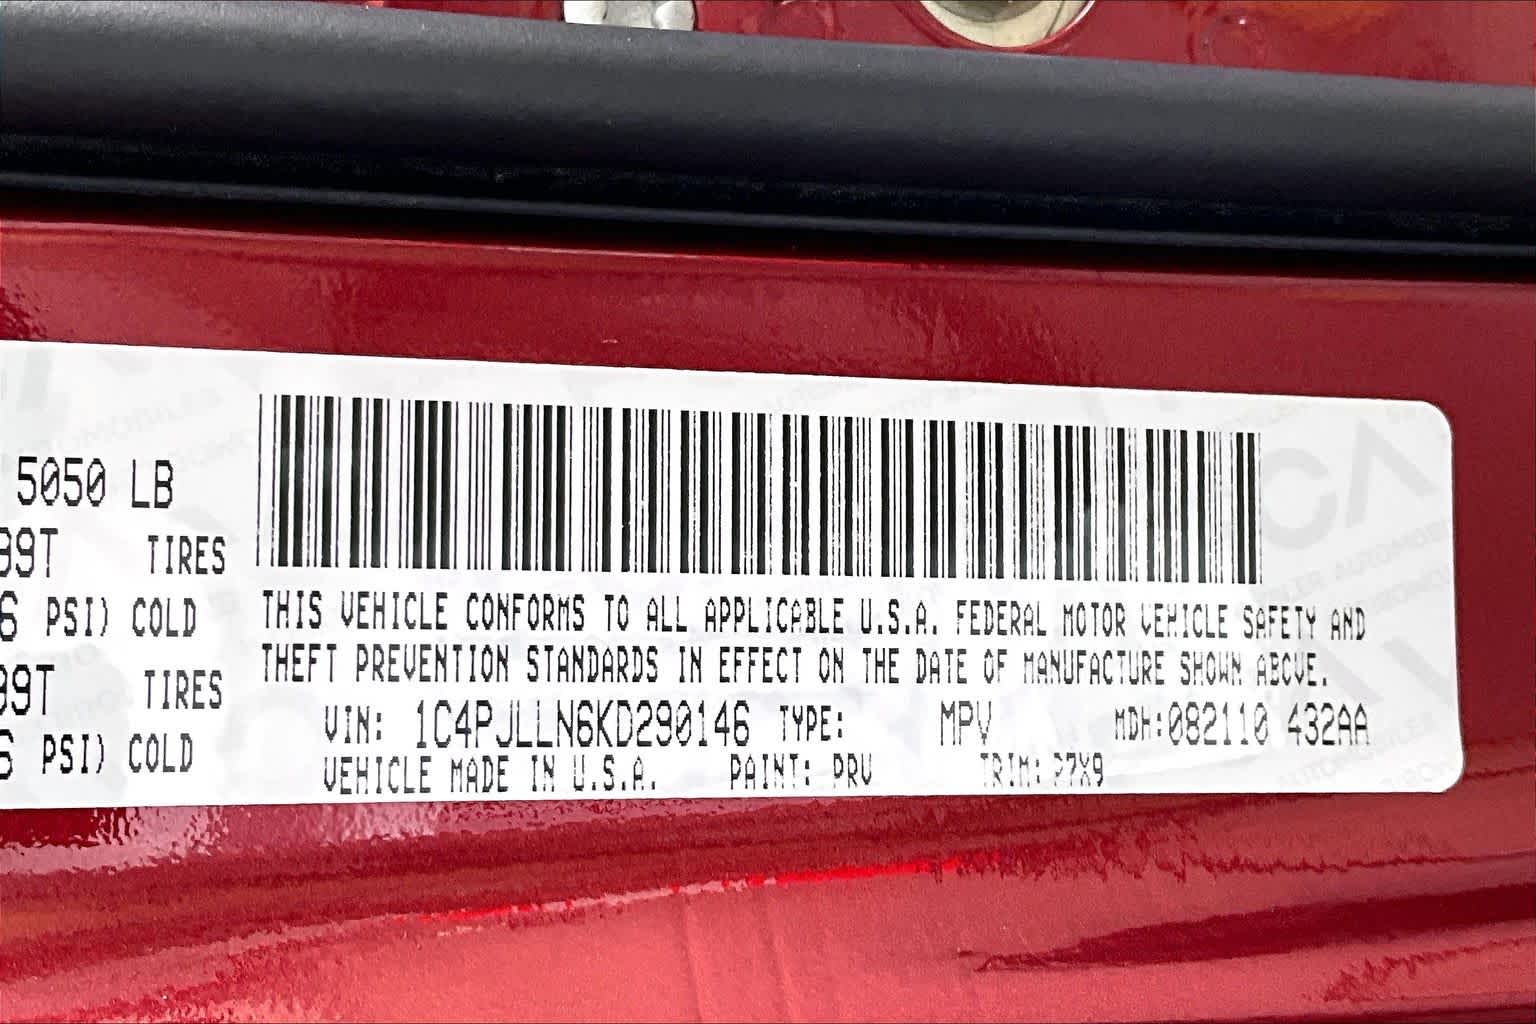 5050 LB
99T TIRES
6 PSI) COLD
99T TIRES
6 PSI) COLD
THIS VEHICLE CONFORMS TO ALL APPLICABLE U.S.A. FEDERAL MOTOR VEHICLE SAFETY AND
THEFT PREVENTION STANDARDS IN EFFECT ON THE DATE OF MANUFACTURE SHOWN ABOVE.
VIN: 1C4PJLLN6KD290146 TYPE: MPV MDH:082110 432AA
VEHICLE MADE IN U.S.A. PAINT: PRV TRIM: